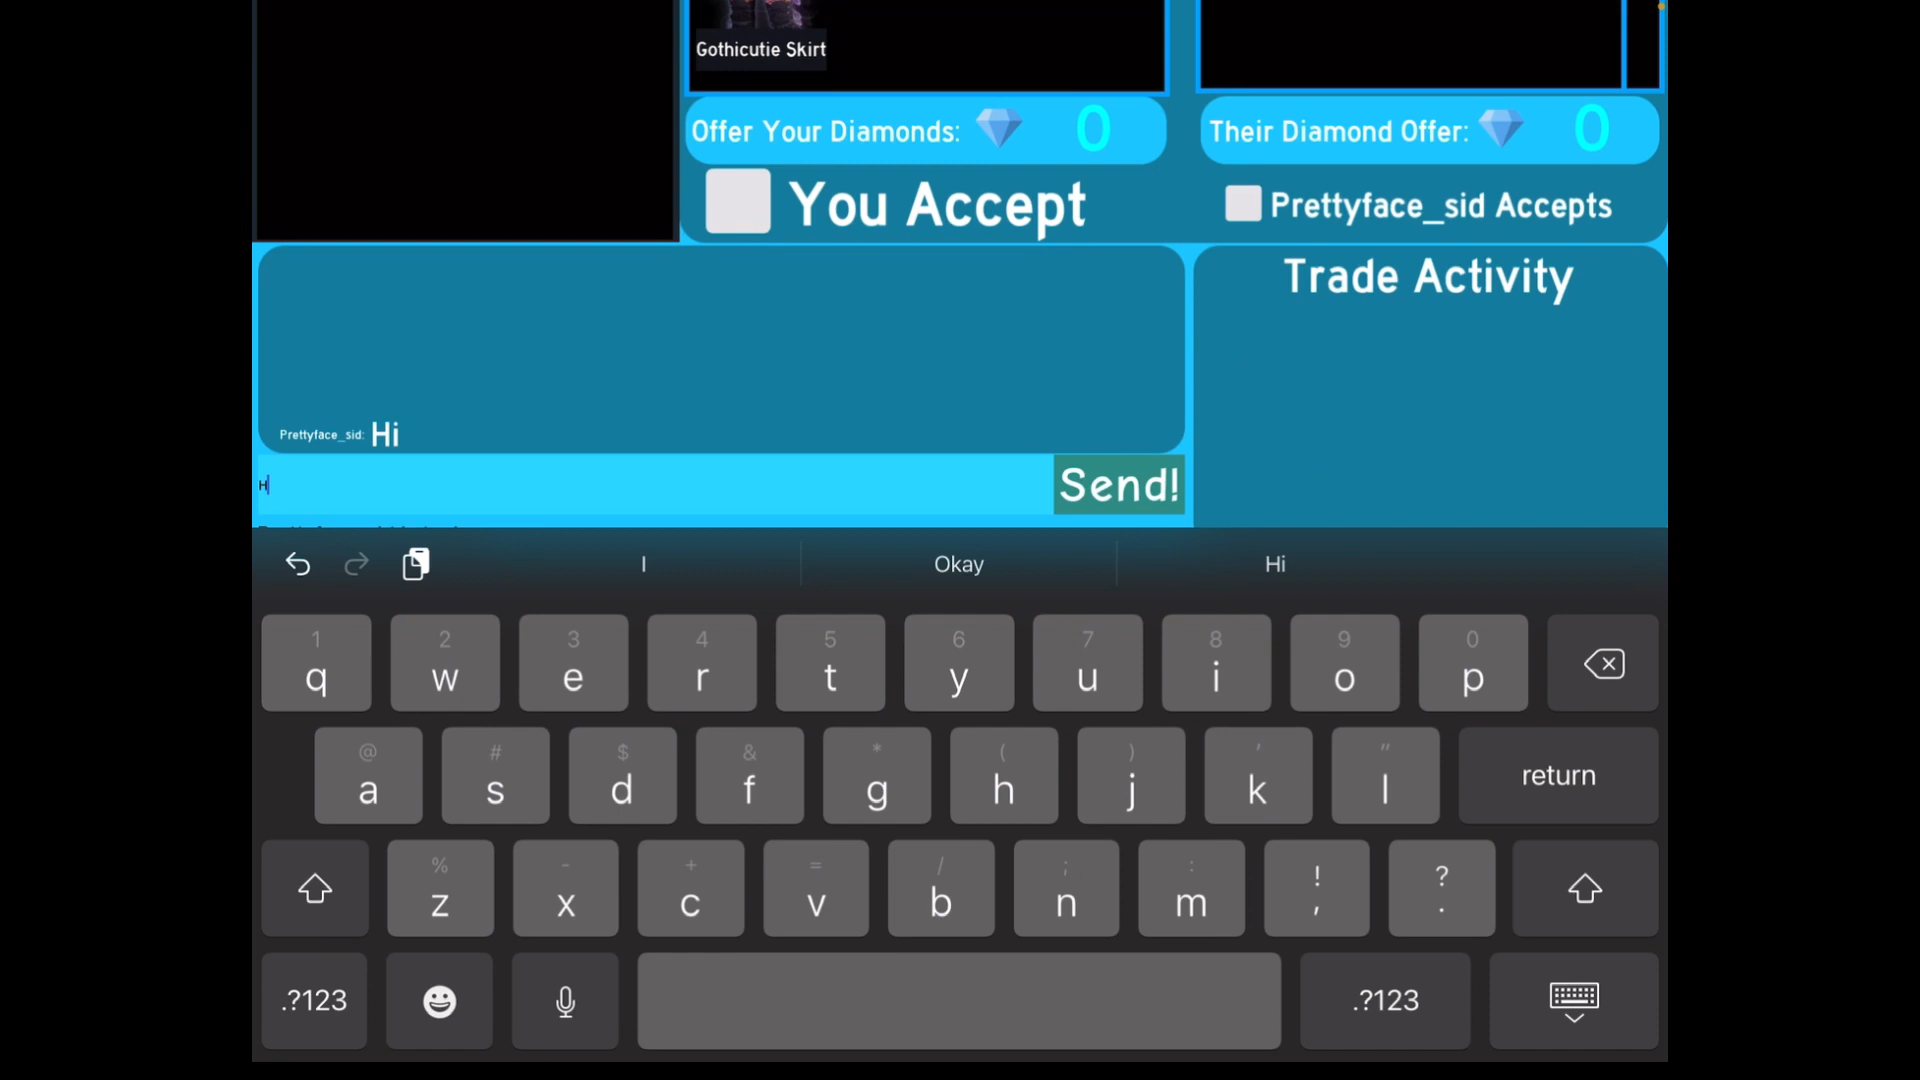 Gothicutie Skirt
Offer Your Diamonds: 0
Their Diamond Offer: 0
You Accept
Prettyface_sid Accepts
Trade Activity
Prettyface_sid: Hi
H
Send!
I
Okay
Hi
1 2 3 4 5 6 7 8 9 0
q w e r t y u i o p
@ # $ & * ( ) ' "
a s d f g h j k l return
% - + = / ; : ! ?
z x c v b n m , .
.?123
.?123